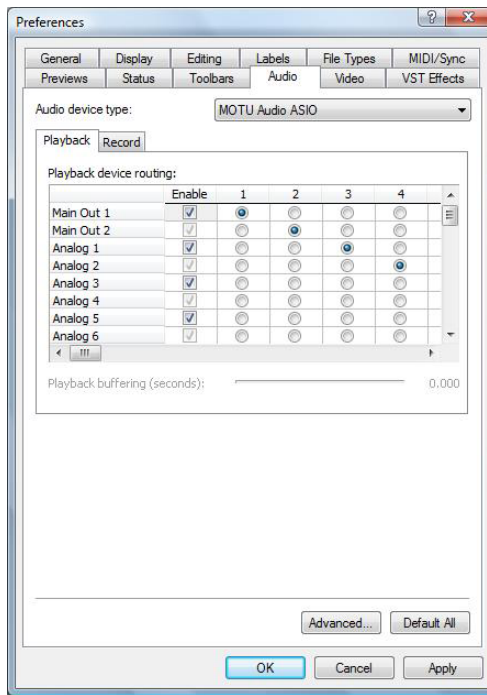 Preferences
General Display Editing Labels File Types MIDI/Sync
Previews Status Toolbars Audio Video VST Effects
Audio device type: MOTU Audio ASIO
Playback Record
Playback device routing:
Enable 1 2 3 4
Main Out 1
Main Out 2
Analog 1
Analog 2
Analog 3
Analog 4
Analog 5
Analog 6
Playback buffering (seconds): 0.000
Advanced... Default All
OK Cancel Apply